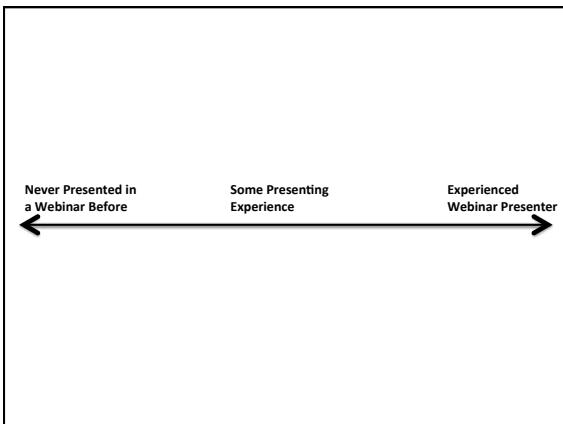 Never Presented in
a Webinar Before
Some Presenting
Experience
Experienced
Webinar Presenter